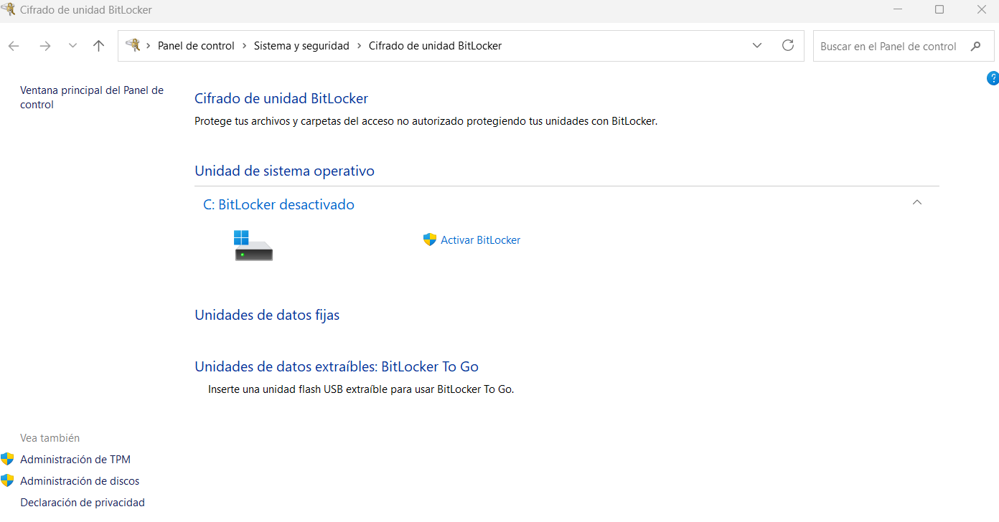 Cifrado de unidad BitLocker
Panel de control > Sistema y seguridad > Cifrado de unidad BitLocker
Buscar en el Panel de control
?
Ventana principal del Panel de
control
Cifrado de unidad BitLocker
Protege tus archivos y carpetas del acceso no autorizado protegiendo tus unidades con BitLocker.
Unidad de sistema operativo
C: BitLocker desactivado
Activar BitLocker
Unidades de datos fijas
Unidades de datos extraíbles: BitLocker To Go
Inserte una unidad flash USB extraíble para usar BitLocker To Go.
Vea también
Administración de TPM
Administración de discos
Declaración de privacidad